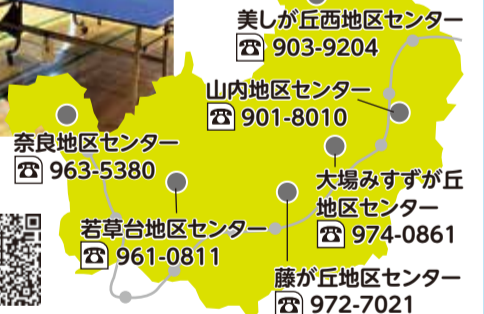 美しが丘西地区センター
☎ 903-9204
山内地区センター
☎ 901-8010
奈良地区センター
☎ 963-5380
大場みすずが丘
地区センター
☎ 974-0861
若草台地区センター
☎ 961-0811
藤が丘地区センター
☎ 972-7021